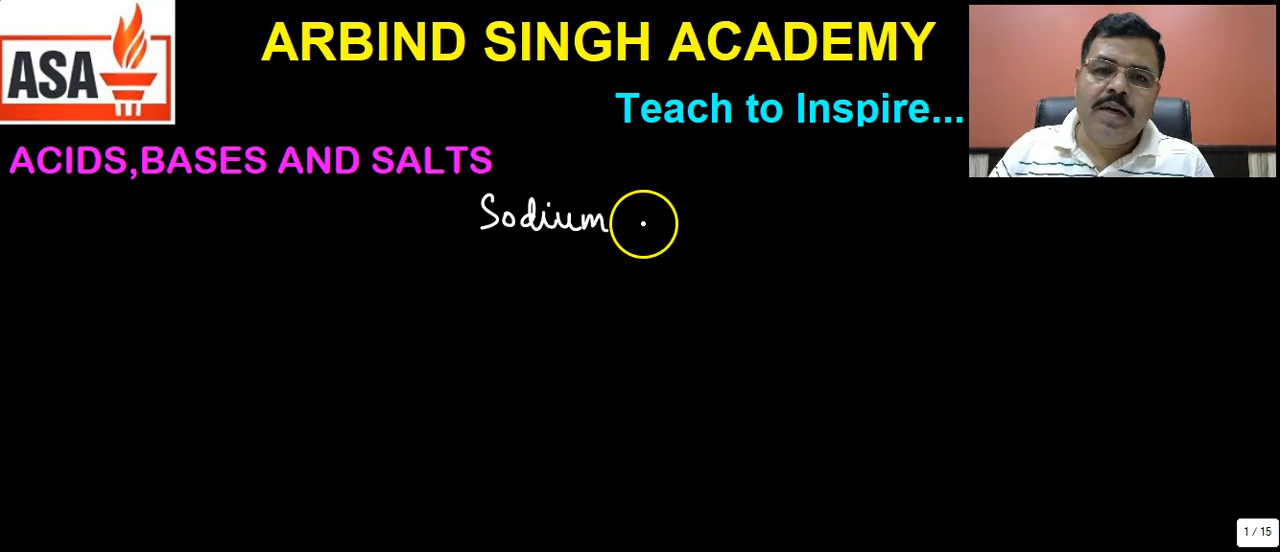 ASA
ARBIND SINGH ACADEMY
Teach to Inspire...
ACIDS,BASES AND SALTS
Sodium
1 / 15